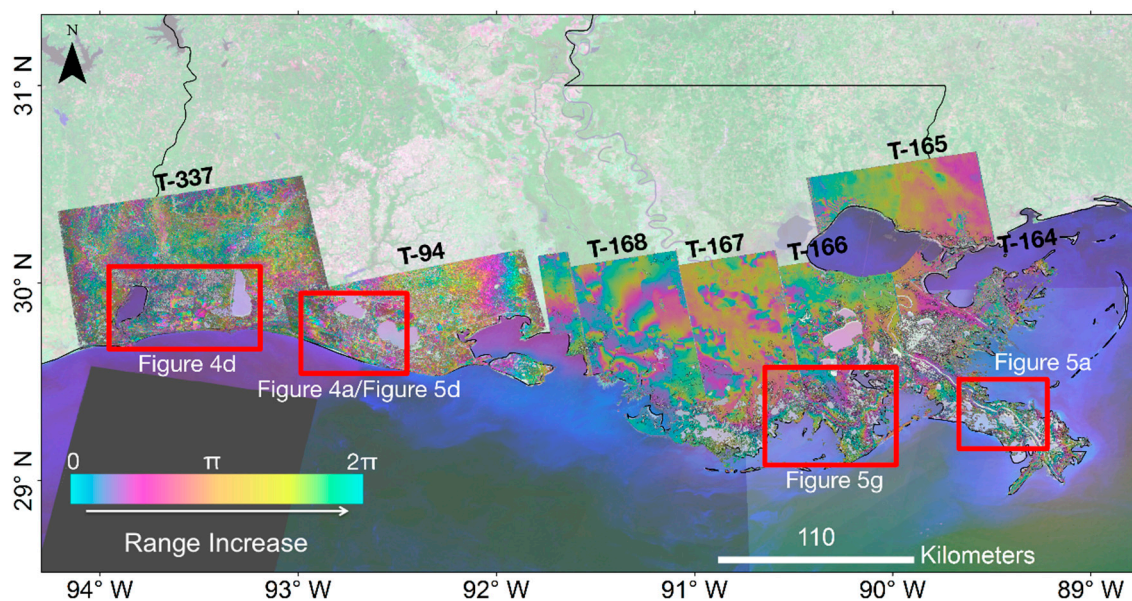 N
31° N
30° N
29° N
T-165
T-337
T-94
T-168
T-167
T-166
T-164
Figure 4d
Figure 4a/Figure 5d
Figure 5a
Figure 5g
0 π 2π
Range Increase
110
Kilometers
94° W 93° W 92° W 91° W 90° W 89° W